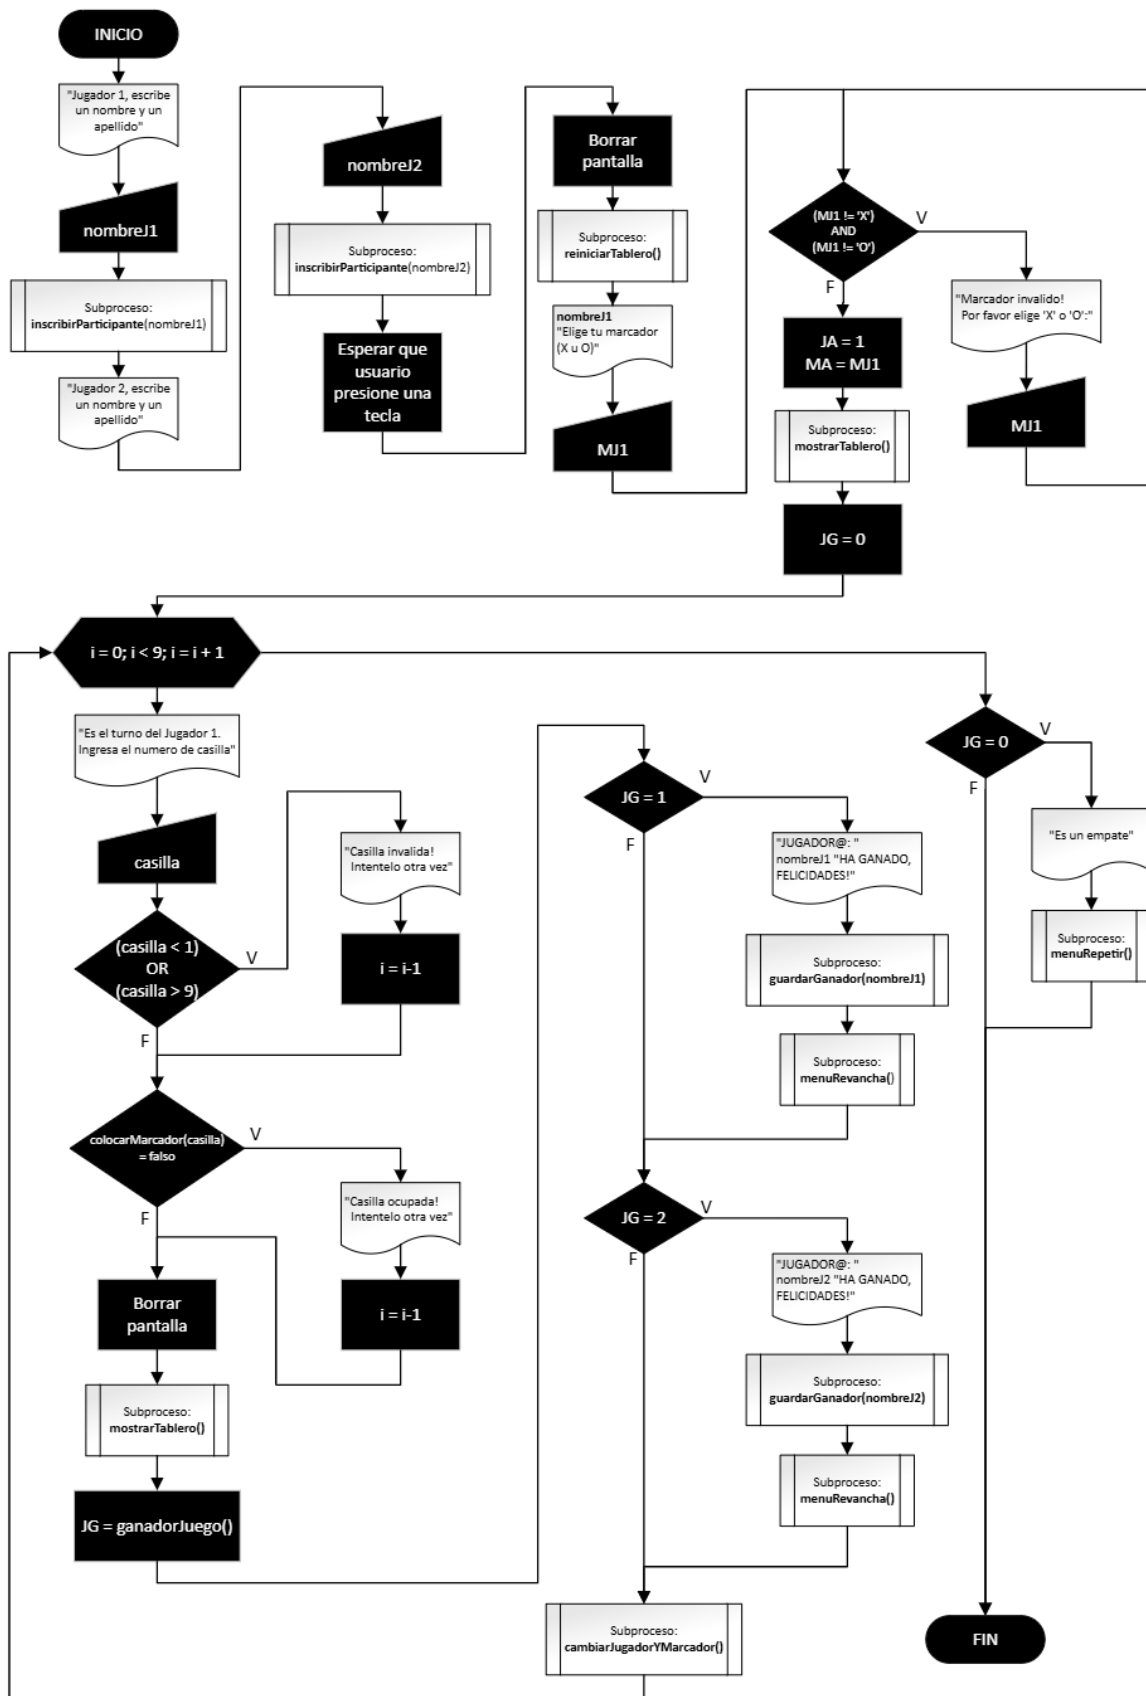 INICIO
"Jugador 1, escribe
un nombre y un
apellido"
nombreJ1
Subproceso:
inscribirParticipante(nombreJ1)
"Jugador 2, escribe
un nombre y un
apellido"
nombreJ2
Subproceso:
inscribirParticipante(nombreJ2)
Esperar que
usuario
presione una
tecla
Borrar
pantalla
Subproceso:
reiniciarTablero()
nombreJ1
"Elige tu marcador
(X u O)"
MJ1
(MJ1 != 'X')
AND
(MJ1 != 'O')
V
F
"Marcador invalido!
Por favor elige 'X' o 'O':"
MJ1
JA = 1
MA = MJ1
Subproceso:
mostrarTablero()
JG = 0
i = 0; i < 9; i = i + 1
"Es el turno del Jugador 1.
Ingresa el numero de casilla"
casilla
(casilla < 1)
OR
(casilla > 9)
V
F
"Casilla invalida!
Intentelo otra vez"
i = i-1
colocarMarcador(casilla)
= falso
V
F
"Casilla ocupada!
Intentelo otra vez"
i = i-1
Borrar
pantalla
Subproceso:
mostrarTablero()
JG = ganadorJuego()
JG = 1
V
F
"JUGADOR@: "
nombreJ1 "HA GANADO,
FELICIDADES!"
Subproceso:
guardarGanador(nombreJ1)
Subproceso:
menuRevancha()
JG = 2
V
F
"JUGADOR@: "
nombreJ2 "HA GANADO,
FELICIDADES!"
Subproceso:
guardarGanador(nombreJ2)
Subproceso:
menuRevancha()
Subproceso:
cambiarJugadorYMarcador()
JG = 0
V
F
"Es un empate"
Subproceso:
menuRepetir()
FIN